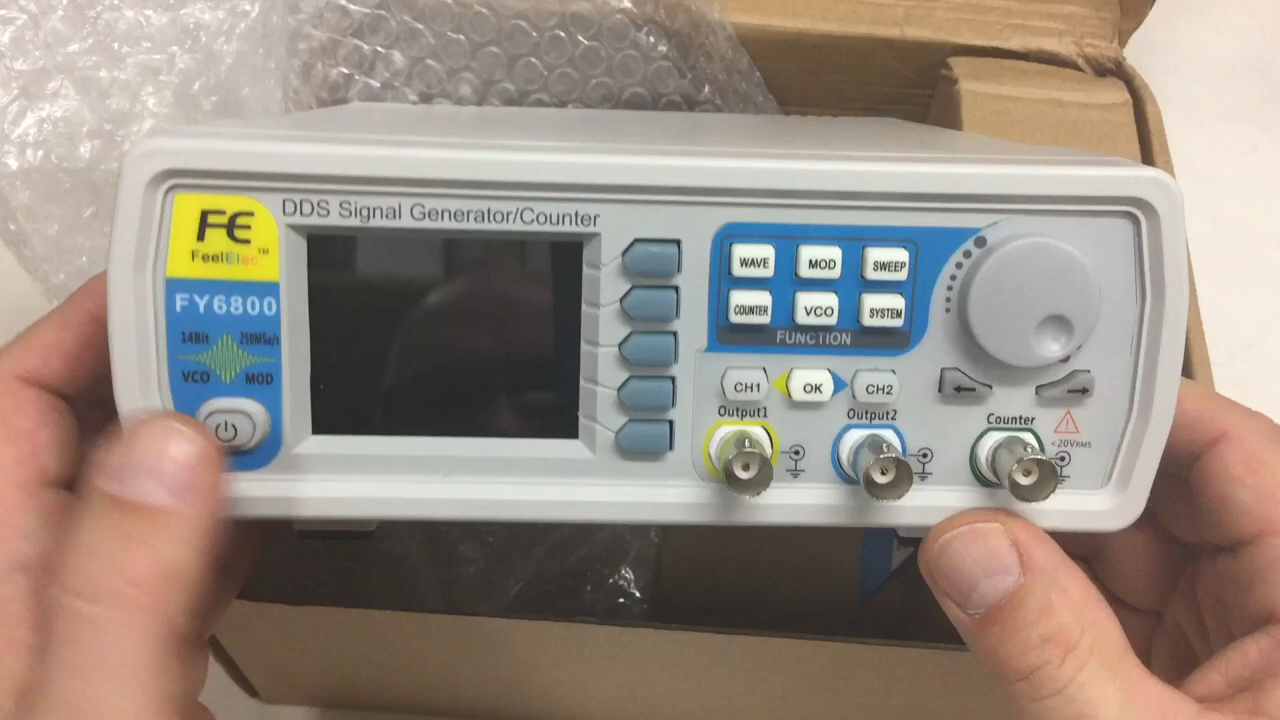 FE
FeelElec™
DDS Signal Generator/Counter
FY6800
14Bit 250MSa/s
VCO MOD
WAVE MOD SWEEP
COUNTER VCO SYSTEM
FUNCTION
CH1 OK CH2
Output1 Output2 Counter
<20VRMS